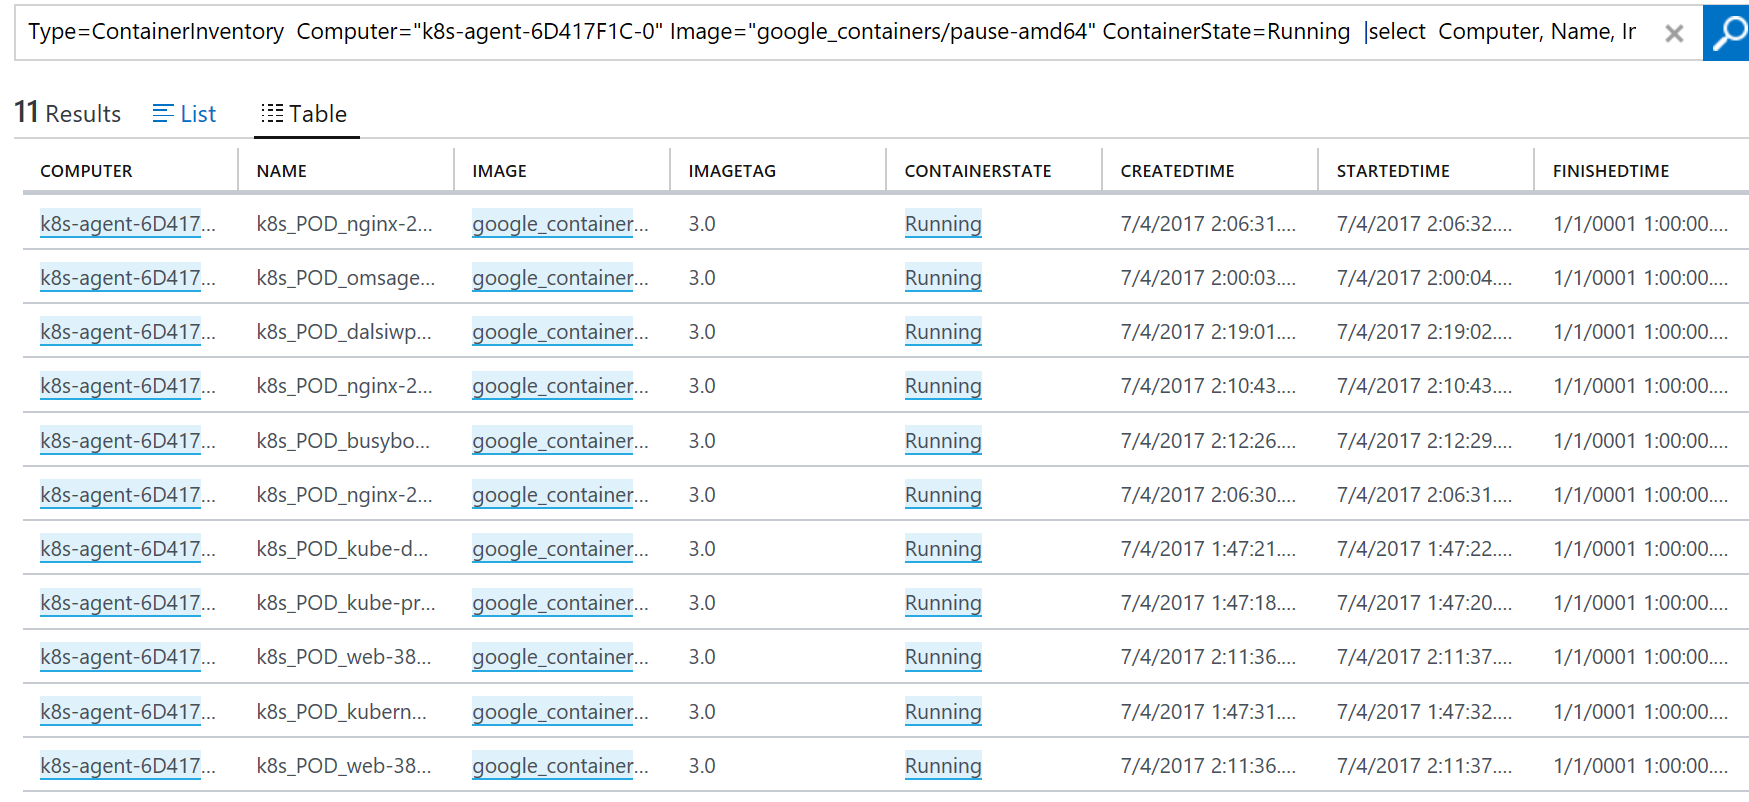 Type=ContainerInventory  Computer="k8s-agent-6D417F1C-0" Image="google_containers/pause-amd64" ContainerState=Running  |select  Computer, Name, Ir
11 Results List Table
COMPUTER NAME IMAGE IMAGETAG CONTAINERSTATE CREATEDTIME STARTEDTIME FINISHEDTIME
k8s-agent-6D417... k8s_POD_nginx-2... google_container... 3.0 Running 7/4/2017 2:06:31.... 7/4/2017 2:06:32.... 1/1/0001 1:00:00....
k8s-agent-6D417... k8s_POD_omsage... google_container... 3.0 Running 7/4/2017 2:00:03.... 7/4/2017 2:00:04.... 1/1/0001 1:00:00....
k8s-agent-6D417... k8s_POD_dalsiwp... google_container... 3.0 Running 7/4/2017 2:19:01.... 7/4/2017 2:19:02.... 1/1/0001 1:00:00....
k8s-agent-6D417... k8s_POD_nginx-2... google_container... 3.0 Running 7/4/2017 2:10:43.... 7/4/2017 2:10:43.... 1/1/0001 1:00:00....
k8s-agent-6D417... k8s_POD_busybo... google_container... 3.0 Running 7/4/2017 2:12:26.... 7/4/2017 2:12:29.... 1/1/0001 1:00:00....
k8s-agent-6D417... k8s_POD_nginx-2... google_container... 3.0 Running 7/4/2017 2:06:30.... 7/4/2017 2:06:31.... 1/1/0001 1:00:00....
k8s-agent-6D417... k8s_POD_kube-d... google_container... 3.0 Running 7/4/2017 1:47:21.... 7/4/2017 1:47:22.... 1/1/0001 1:00:00....
k8s-agent-6D417... k8s_POD_kube-pr... google_container... 3.0 Running 7/4/2017 1:47:18.... 7/4/2017 1:47:20.... 1/1/0001 1:00:00....
k8s-agent-6D417... k8s_POD_web-38... google_container... 3.0 Running 7/4/2017 2:11:36.... 7/4/2017 2:11:37.... 1/1/0001 1:00:00....
k8s-agent-6D417... k8s_POD_kubern... google_container... 3.0 Running 7/4/2017 1:47:31.... 7/4/2017 1:47:32.... 1/1/0001 1:00:00....
k8s-agent-6D417... k8s_POD_web-38... google_container... 3.0 Running 7/4/2017 2:11:36.... 7/4/2017 2:11:37.... 1/1/0001 1:00:00....